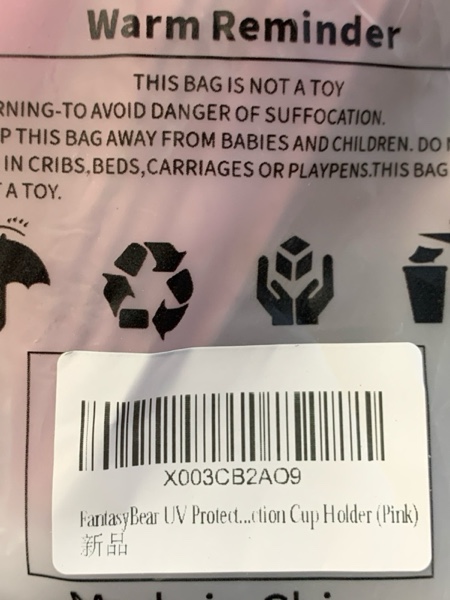 Warm Reminder
THIS BAG IS NOT A TOY
RNING-TO AVOID DANGER OF SUFFOCATION.
P THIS BAG AWAY FROM BABIES AND CHILDREN. DO
IN CRIBS,BEDS,CARRIAGES OR PLAYPENS.THIS BAG
A TOY.
X003CB2AO9
FantasyBear UV Protect...ction Cup Holder (Pink)
新品